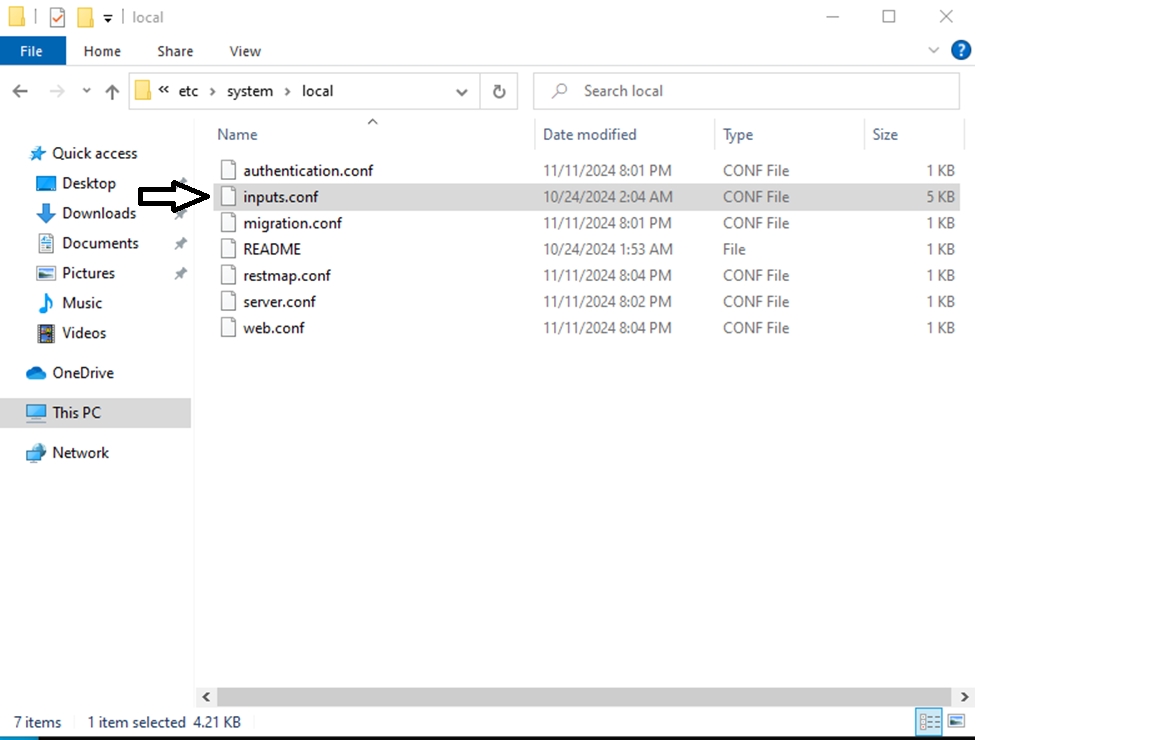 local
File Home Share View
« etc › system › local Search local
Name Date modified Type Size
Quick access
Desktop
Downloads
Documents
Pictures
Music
Videos
OneDrive
This PC
Network
authentication.conf 11/11/2024 8:01 PM CONF File 1 KB
inputs.conf 10/24/2024 2:04 AM CONF File 5 KB
migration.conf 11/11/2024 8:01 PM CONF File 1 KB
README 10/24/2024 1:53 AM File 1 KB
restmap.conf 11/11/2024 8:04 PM CONF File 1 KB
server.conf 11/11/2024 8:02 PM CONF File 1 KB
web.conf 11/11/2024 8:04 PM CONF File 1 KB
7 items 1 item selected 4.21 KB